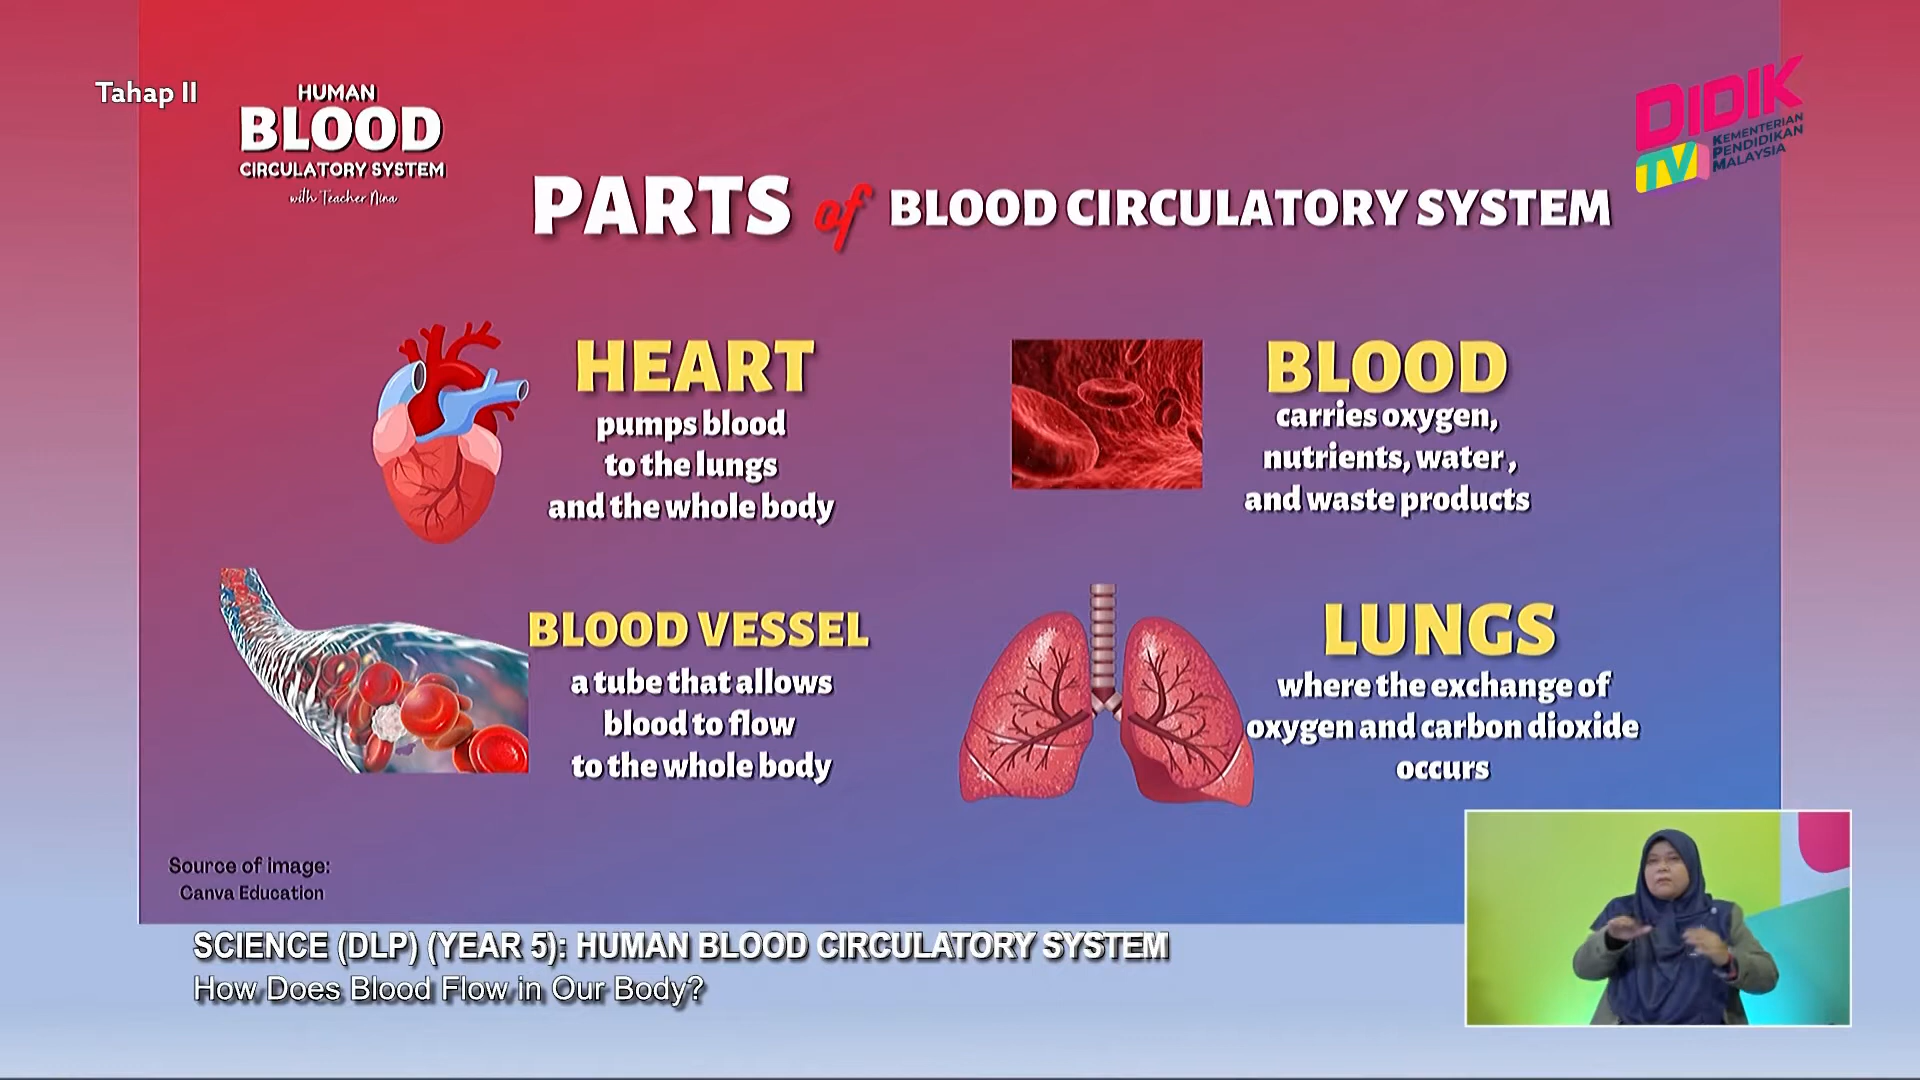 Tahap II
HUMAN
BLOOD
CIRCULATORY SYSTEM
with Teacher Nina
DIDIK
TV
KEMENTERIAN
PENDIDIKAN
MALAYSIA
PARTS of BLOOD CIRCULATORY SYSTEM
HEART
pumps blood
to the lungs
and the whole body
BLOOD
carries oxygen,
nutrients, water,
and waste products
BLOOD VESSEL
a tube that allows
blood to flow
to the whole body
LUNGS
where the exchange of
oxygen and carbon dioxide
occurs
Source of image:
Canva Education
SCIENCE (DLP) (YEAR 5): HUMAN BLOOD CIRCULATORY SYSTEM
How Does Blood Flow in Our Body?